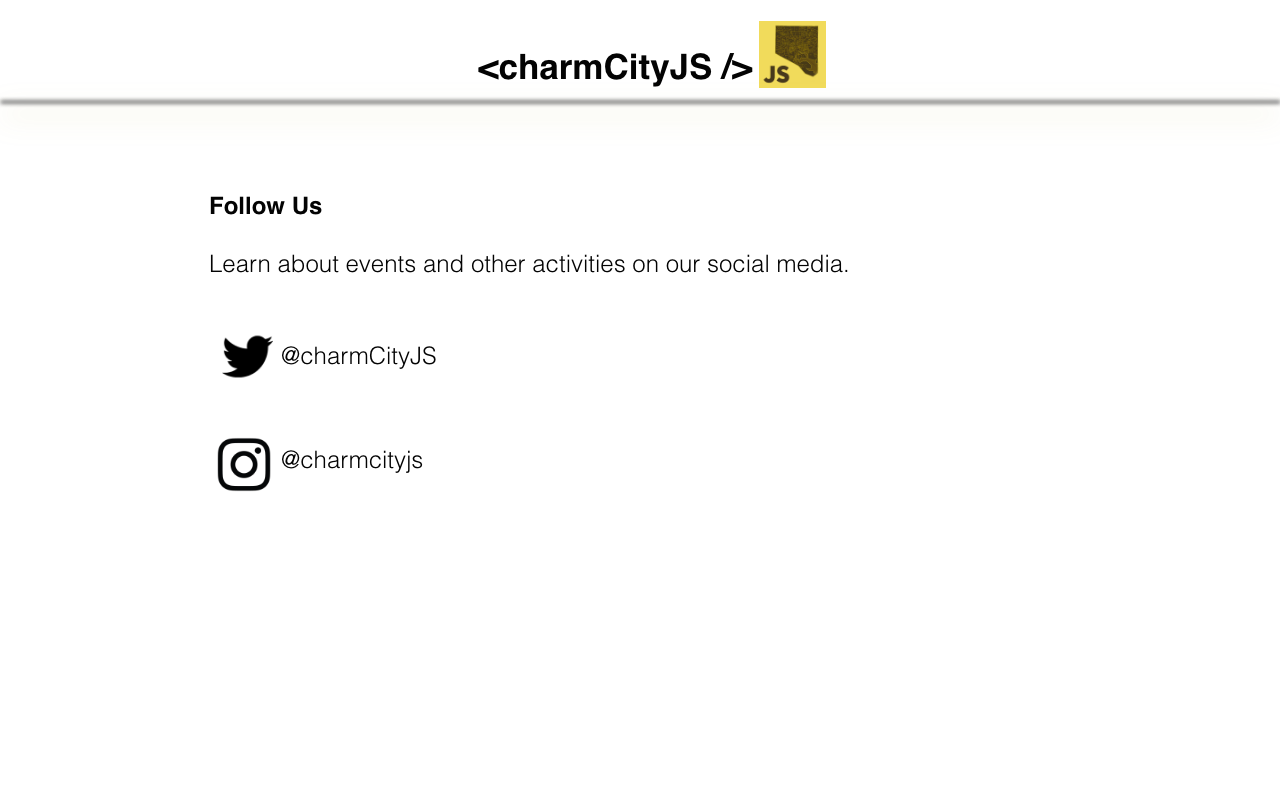 <charmCityJS />
JS
Follow Us
Learn about events and other activities on our social media.
@charmCityJS
@charmcityjs